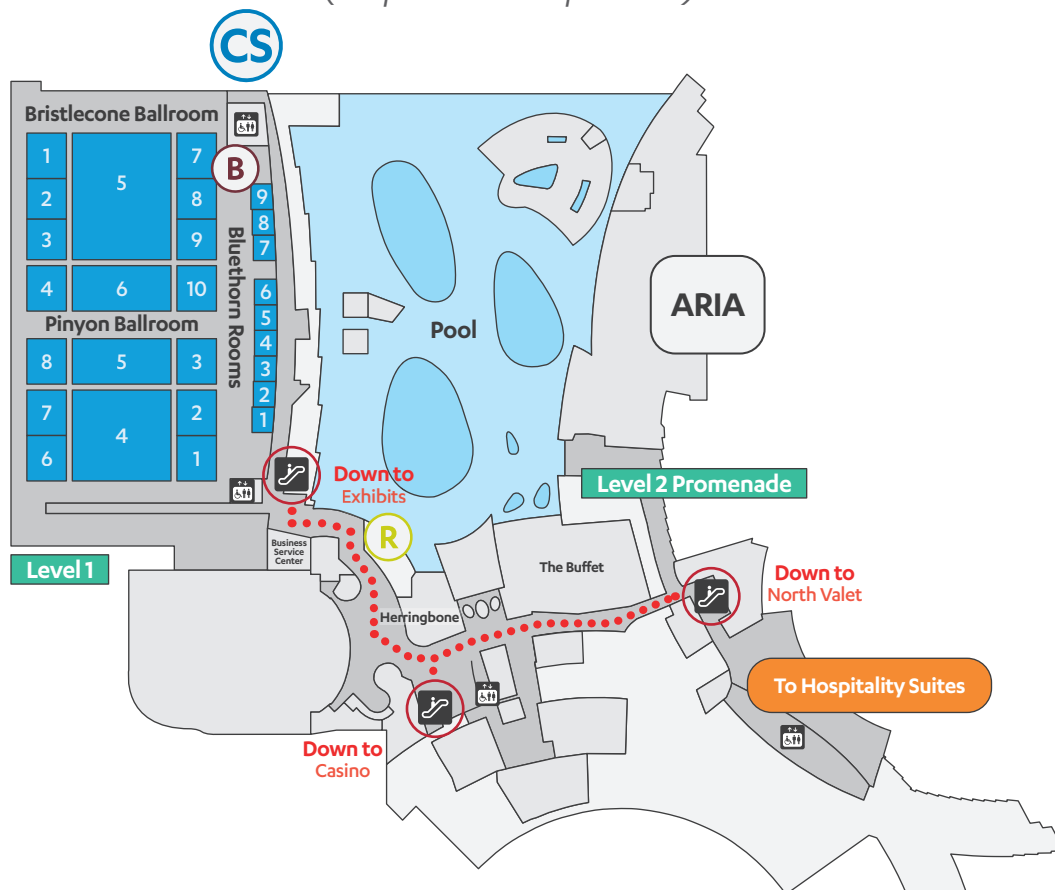 CS
Bristlecone Ballroom
1
5
7
B
2
8
9
3
9
8
7
4
6
10
6
Bluethorn Rooms
Pinyon Ballroom
5
8
5
3
4
3
7
4
2
2
1
6
1
Pool
ARIA
Down to
Exhibits
Level 2 Promenade
R
Business
Service
Center
Level 1
The Buffet
Down to
North Valet
Herringbone
To Hospitality Suites
Down to
Casino